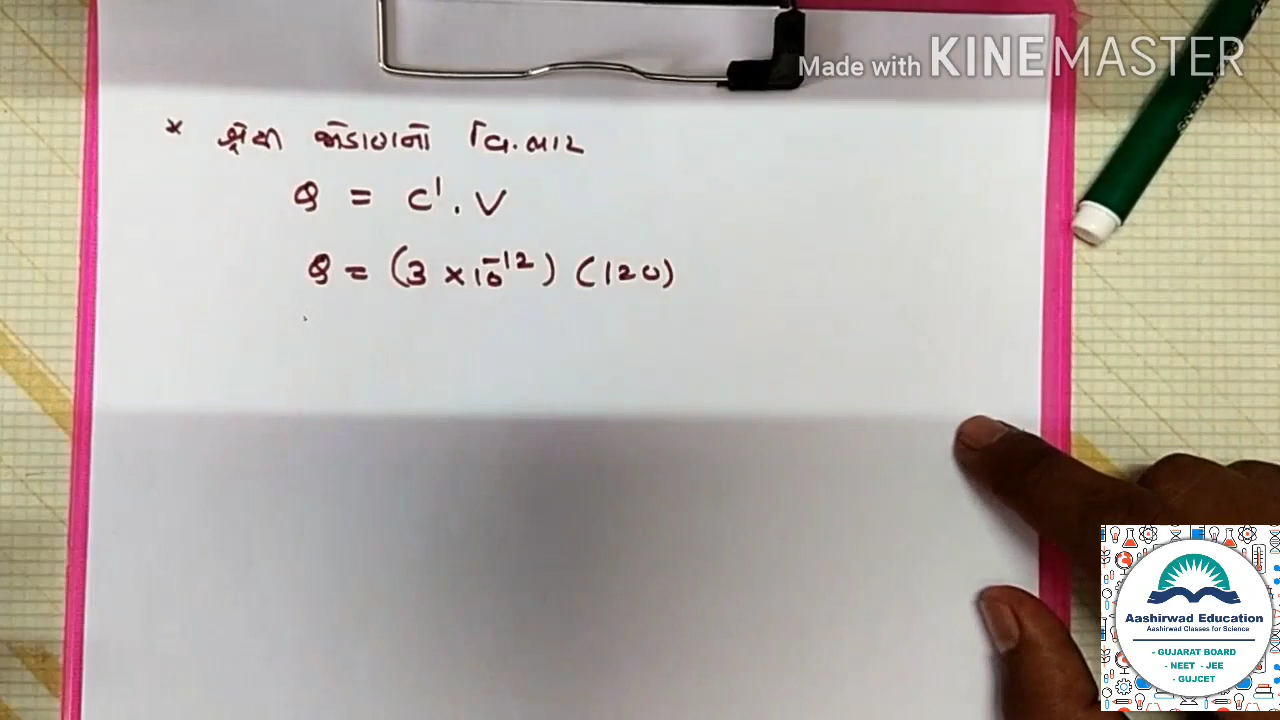 Made with KINEMASTER
* શ્રેણી જોડાણનો વિ.ભાર
Q = C'. V
Q = (3 × 10⁻¹²) (120)
Aashirwad Education
Aashirwad Classes for Science
- GUJARAT BOARD
- NEET - JEE
- GUJCET